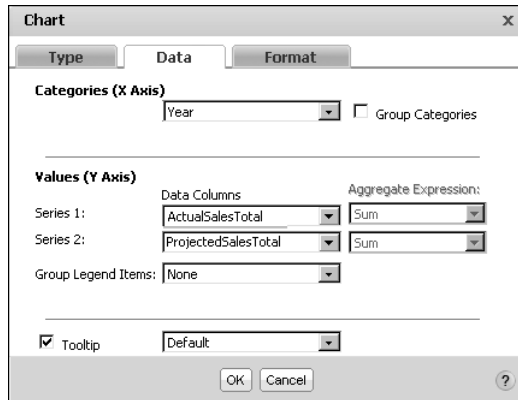 Chart x
Type Data Format
Categories (X Axis)
Year Group Categories
Values (Y Axis)
Data Columns Aggregate Expression:
Series 1: ActualSalesTotal Sum
Series 2: ProjectedSalesTotal Sum
Group Legend Items: None
Tooltip Default
OK Cancel ?